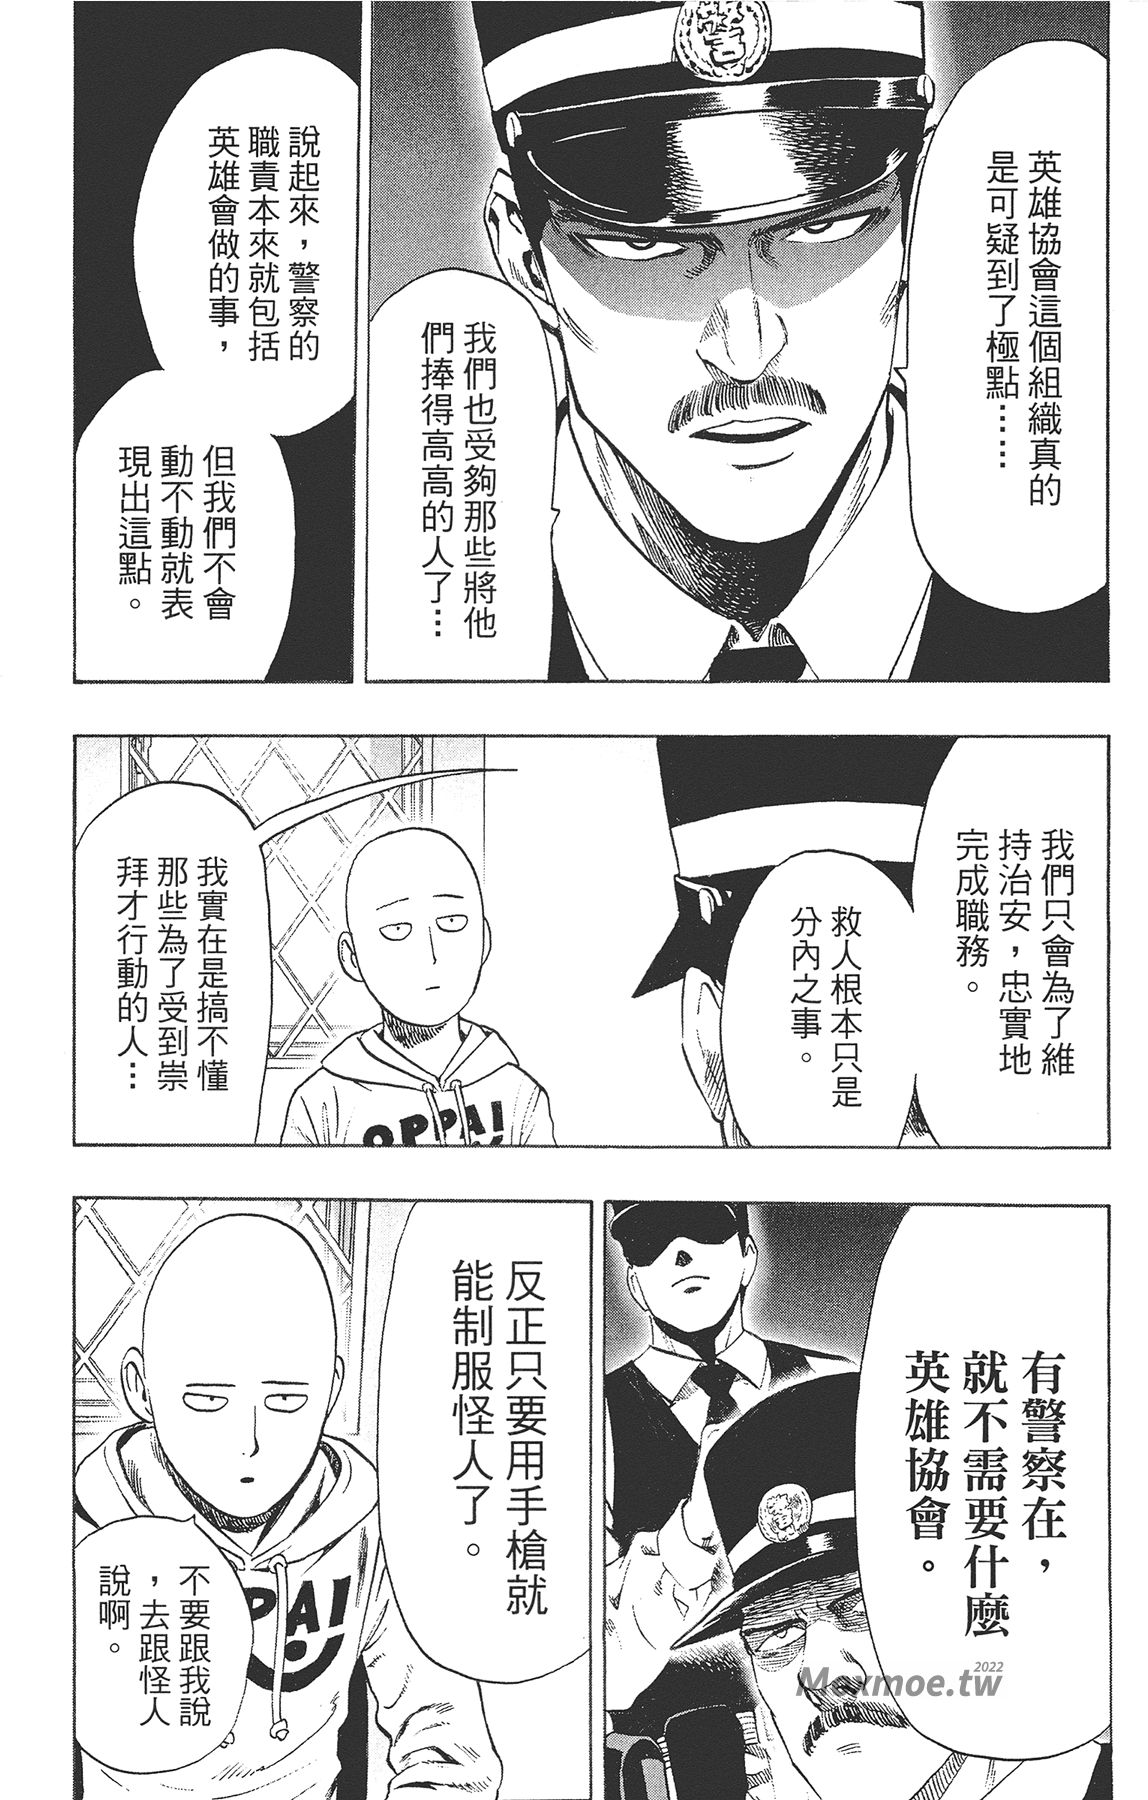 警
英雄協會這個組織真的
是可疑到了極點……
我們也受夠那些將他
們捧得高高的人了…
說起來，警察的
職責本來就包括
英雄會做的事，
但我們不會
動不動就表
現出這點。
我們只會為了維
持治安，忠實地
完成職務。
救人根本只是
分內之事。
我實在是搞不懂
那些為了受到崇
拜才行動的人…
OPPAI
有警察在，
就不需要什麼
英雄協會。
反正只要用手槍就
能制服怪人了。
不要跟我說
，去跟怪人
說啊。
PPAI
Moxmoe.tw
2022